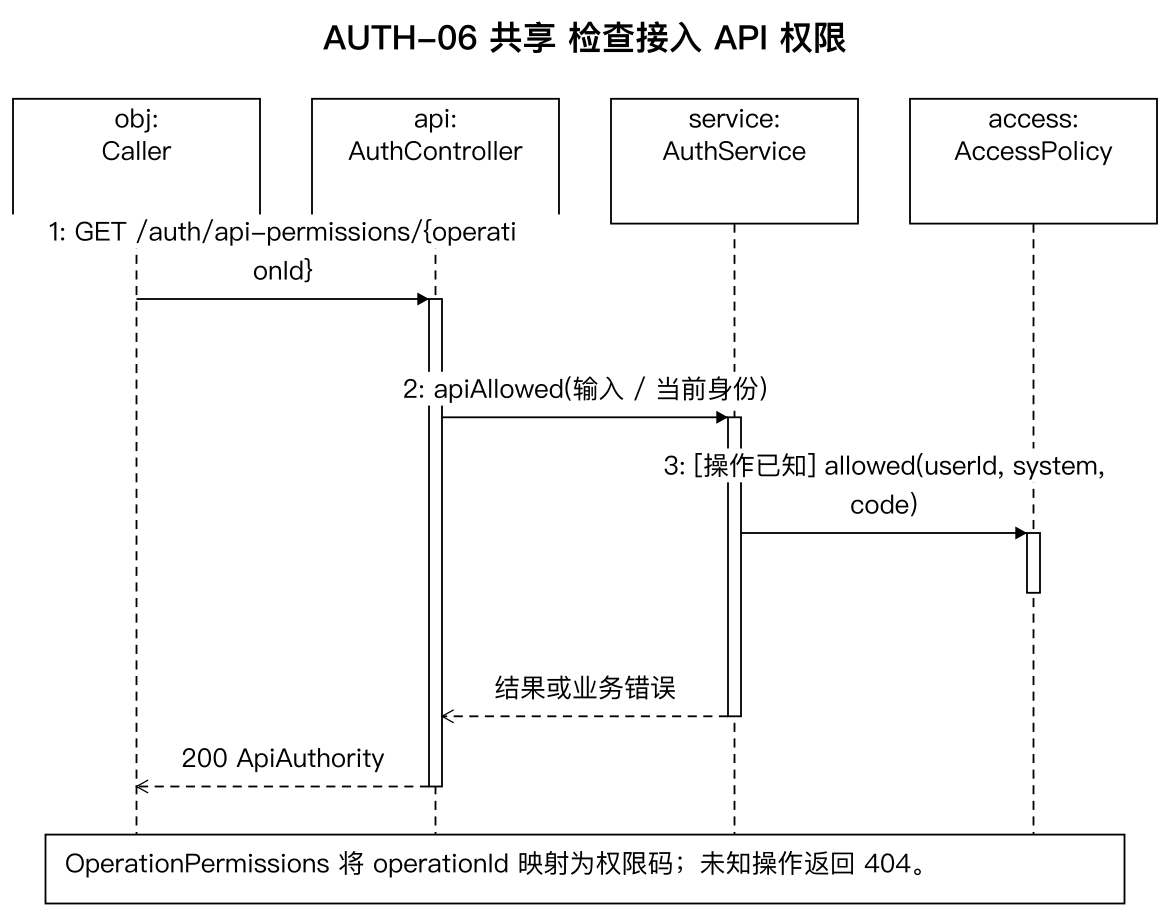 AUTH-06 共享 检查接入 API 权限
obj:
Caller
api:
AuthController
service:
AuthService
access:
AccessPolicy
1: GET /auth/api-permissions/{operati
onId}
2: apiAllowed(输入 / 当前身份)
3: [操作已知] allowed(userId, system,
code)
结果或业务错误
200 ApiAuthority
OperationPermissions 将 operationId 映射为权限码；未知操作返回 404。